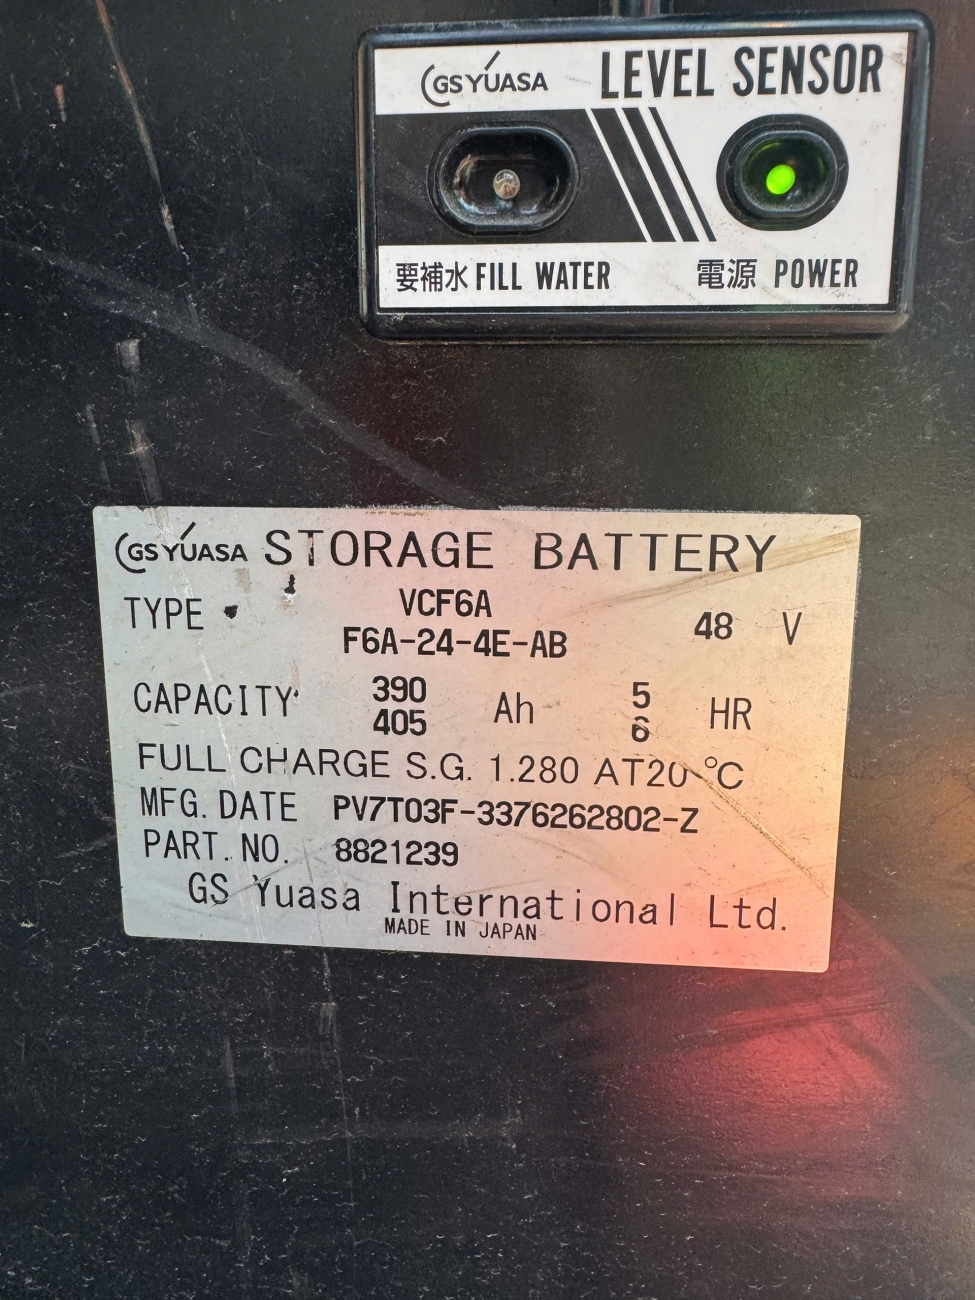 GS YUASA LEVEL SENSOR
要補水 FILL WATER 電源 POWER
GS YUASA STORAGE BATTERY
TYPE VCF6A
F6A-24-4E-AB 48 V
CAPACITY 390 Ah 5 HR
405 6
FULL CHARGE S.G. 1.280 AT 20 °C
MFG. DATE PV7T03F-3376262802-Z
PART. NO. 8821239
GS Yuasa International Ltd.
MADE IN JAPAN